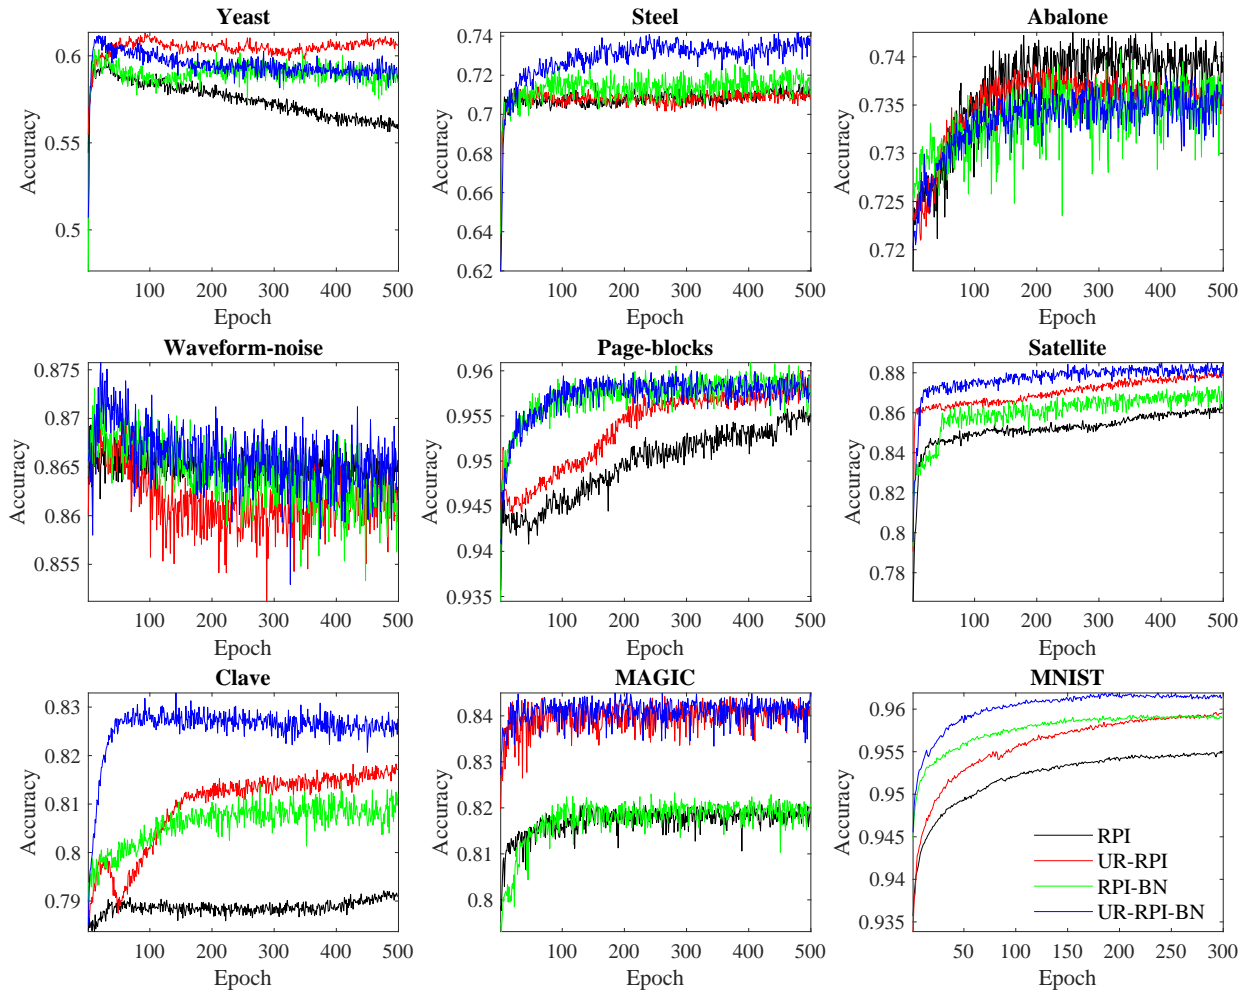 Yeast
Steel
Abalone
0.6
0.55
0.5
Accuracy
100 200 300 400 500
Epoch
0.74
0.72
0.7
0.68
0.66
0.64
0.62
Accuracy
100 200 300 400 500
Epoch
0.74
0.735
0.73
0.725
0.72
Accuracy
100 200 300 400 500
Epoch
Waveform-noise
Page-blocks
Satellite
0.875
0.87
0.865
0.86
0.855
Accuracy
100 200 300 400 500
Epoch
0.96
0.955
0.95
0.945
0.94
0.935
Accuracy
100 200 300 400 500
Epoch
0.88
0.86
0.84
0.82
0.8
0.78
Accuracy
100 200 300 400 500
Epoch
Clave
MAGIC
MNIST
0.83
0.82
0.81
0.8
0.79
Accuracy
100 200 300 400 500
Epoch
0.84
0.83
0.82
0.81
0.8
Accuracy
100 200 300 400 500
Epoch
0.96
0.955
0.95
0.945
0.94
0.935
Accuracy
RPI
UR-RPI
RPI-BN
UR-RPI-BN
50 100 150 200 250 300
Epoch